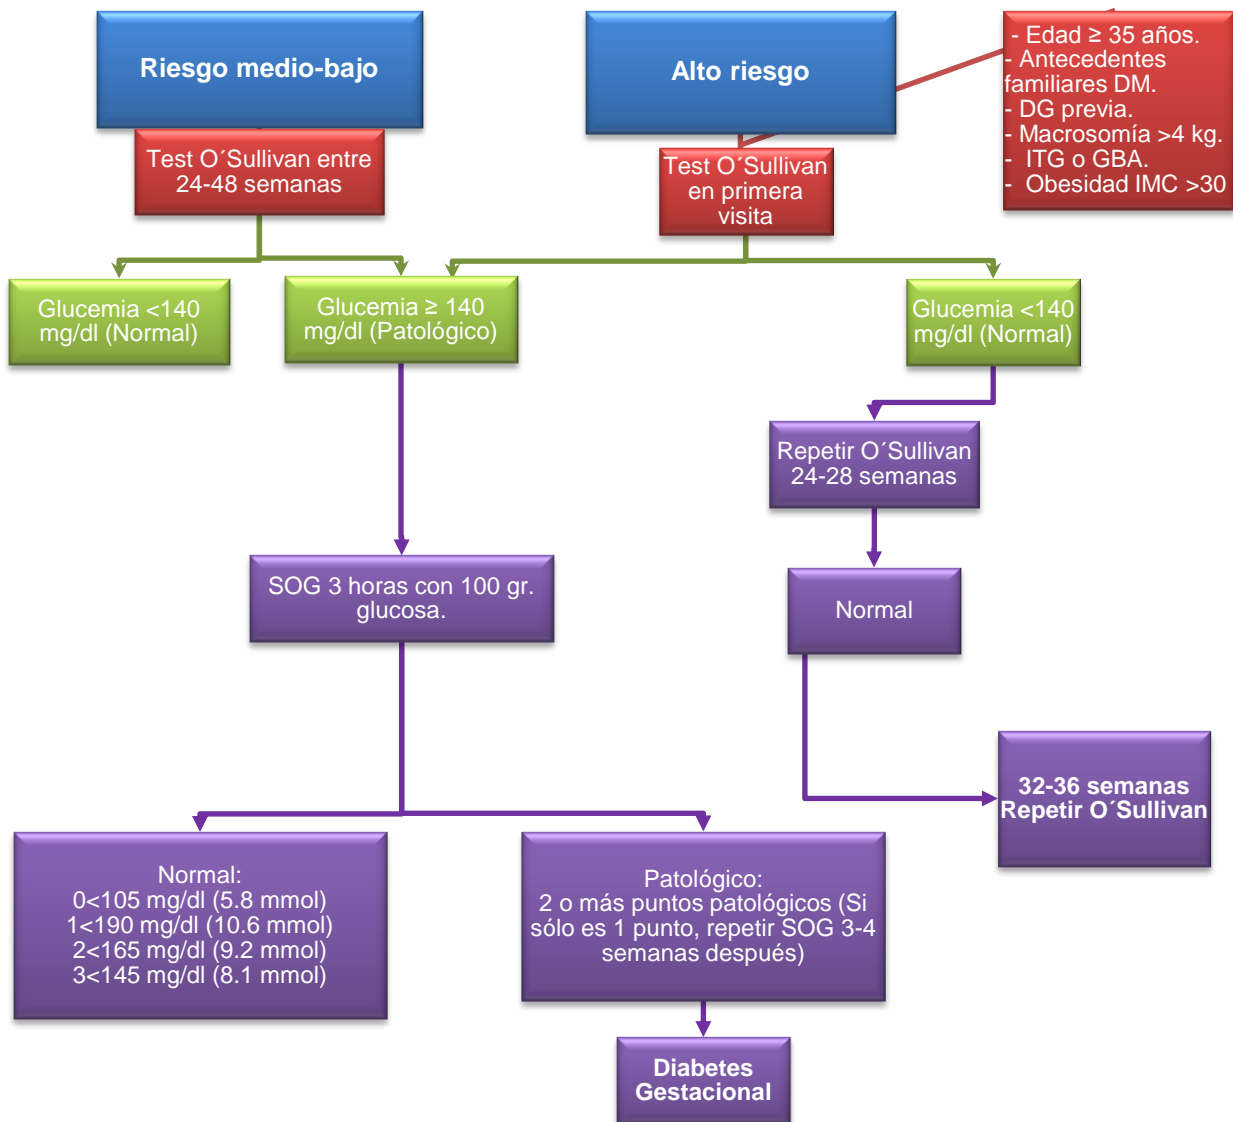 Riesgo medio-bajo
Alto riesgo
- Edad ≥ 35 años.
- Antecedentes
familiares DM.
- DG previa.
- Macrosomía >4 kg.
- ITG o GBA.
- Obesidad IMC >30
Test O´Sullivan entre
24-48 semanas
Test O´Sullivan
en primera
visita
Glucemia <140
mg/dl (Normal)
Glucemia ≥ 140
mg/dl (Patológico)
Glucemia <140
mg/dl (Normal)
Repetir O´Sullivan
24-28 semanas
SOG 3 horas con 100 gr.
glucosa.
Normal
32-36 semanas
Repetir O´Sullivan
Normal:
0<105 mg/dl (5.8 mmol)
1<190 mg/dl (10.6 mmol)
2<165 mg/dl (9.2 mmol)
3<145 mg/dl (8.1 mmol)
Patológico:
2 o más puntos patológicos (Si
sólo es 1 punto, repetir SOG 3-4
semanas después)
Diabetes
Gestacional